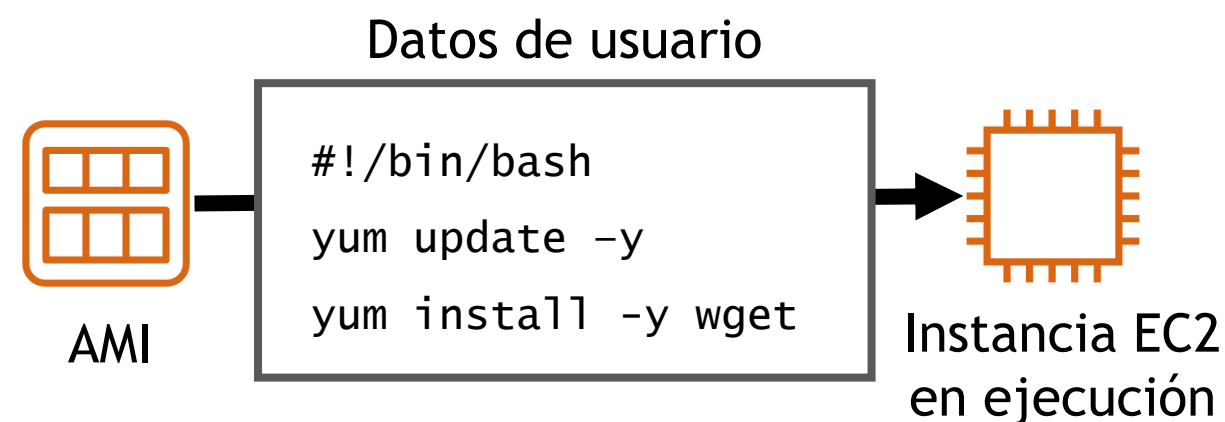 Datos de usuario
#!/bin/bash
yum update –y
yum install -y wget
AMI
Instancia EC2
en ejecución